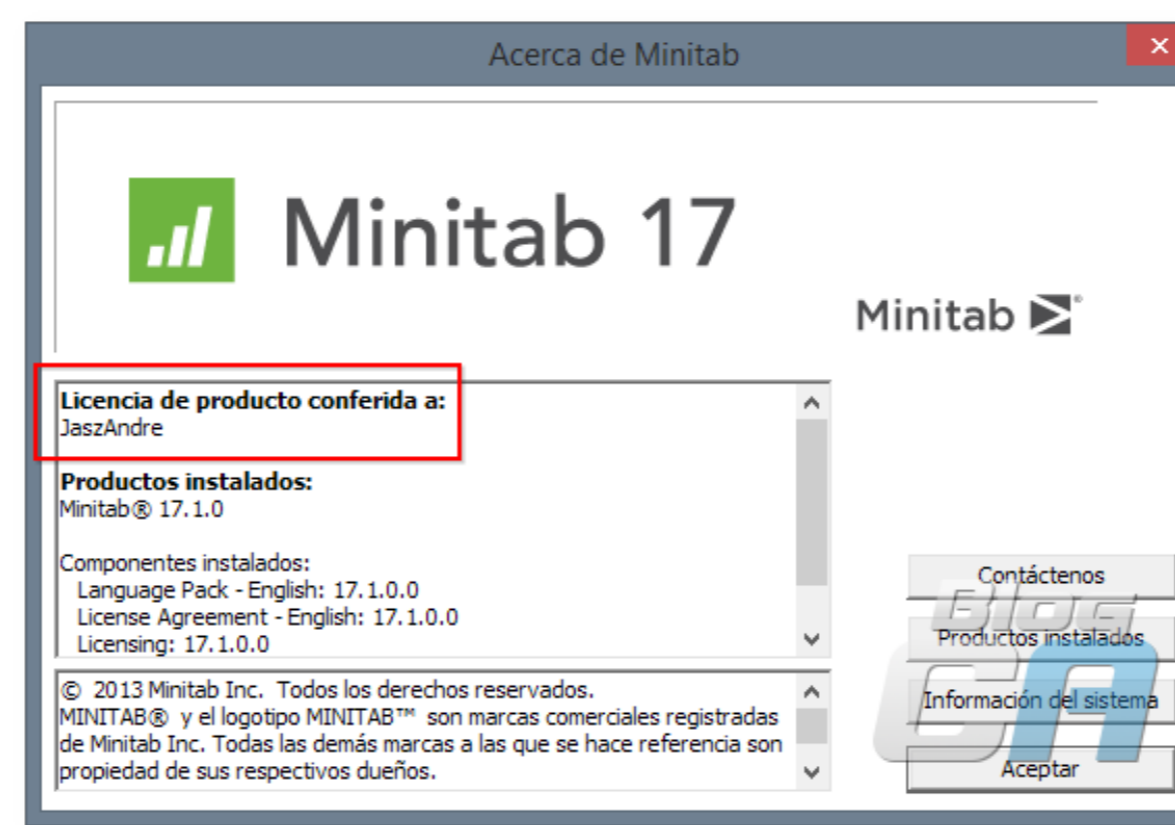 Acerca de Minitab
Minitab 17
Minitab
Licencia de producto conferida a:
JaszAndre
Productos instalados:
Minitab® 17.1.0
Componentes instalados:
Language Pack - English: 17.1.0.0
License Agreement - English: 17.1.0.0
Licensing: 17.1.0.0
© 2013 Minitab Inc. Todos los derechos reservados.
MINITAB® y el logotipo MINITAB™ son marcas comerciales registradas
de Minitab Inc. Todas las demás marcas a las que se hace referencia son
propiedad de sus respectivos dueños.
Contáctenos
Productos instalados
Información del sistema
Aceptar
Blog
CA